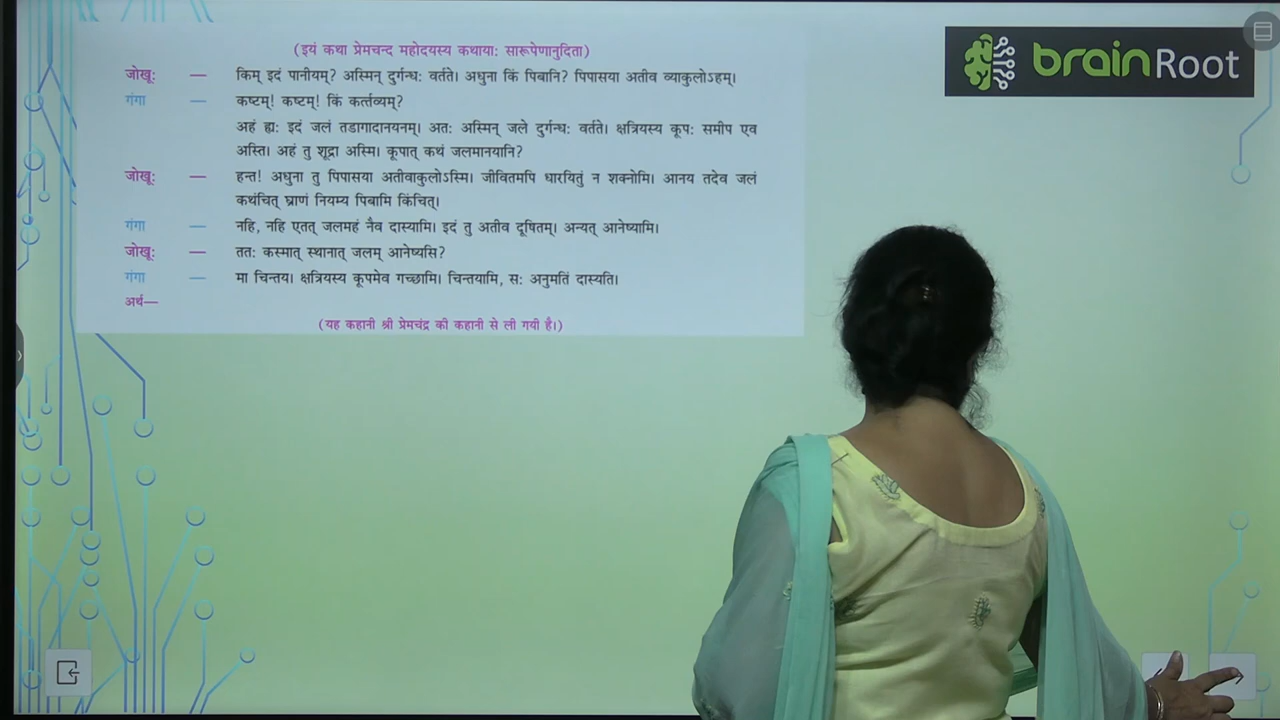 (इयं कथा प्रेमचन्द महोदयस्य कथायाः सारूपेणानुदिता)
brainRoot
जोखूः — किम् इदं पानीयम्? अस्मिन् दुर्गन्धः वर्तते। अधुना किं पिबानि? पिपासया अतीव व्याकुलोऽहम्।
गंगा — कष्टम्! कष्टम्! किं कर्त्तव्यम्?
अहं ह्यः इदं जलं तडागादानयनम्। अतः अस्मिन् जले दुर्गन्धः वर्तते। क्षत्रियस्य कूपः समीप एव
अस्ति। अहं तु शूद्रा अस्मि। कूपात् कथं जलमानयानि?
जोखूः — हन्त! अधुना तु पिपासया अतीवाकुलोऽस्मि। जीवितमपि धारयितुं न शक्नोमि। आनय तदेव जलं
कथंचित् घ्राणं नियम्य पिबामि किंचित्।
गंगा — नहि, नहि एतत् जलमहं नैव दास्यामि। इदं तु अतीव दूषितम्। अन्यत् आनेष्यामि।
जोखूः — ततः कस्मात् स्थानात् जलम् आनेष्यसि?
गंगा — मा चिन्तय। क्षत्रियस्य कूपमेव गच्छामि। चिन्तयामि, सः अनुमतिं दास्यति।
अर्थ—
(यह कहानी श्री प्रेमचंद्र की कहानी से ली गयी है।)